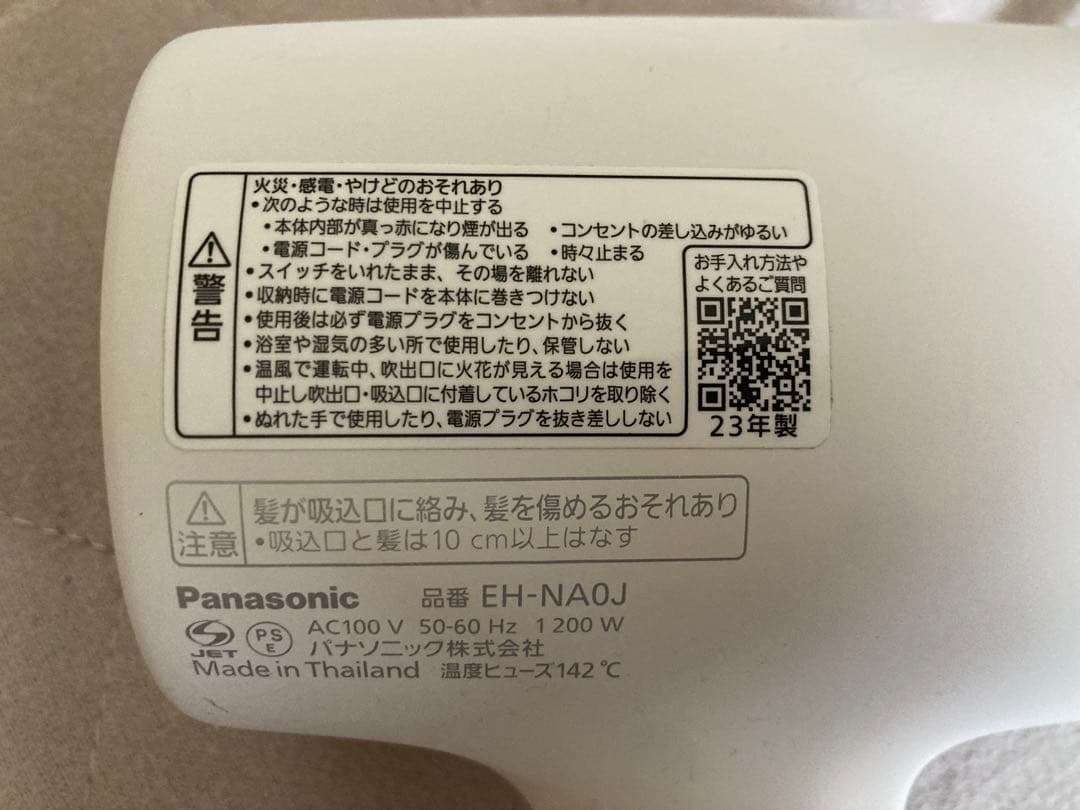 警告
火災・感電・やけどのおそれあり
•次のような時は使用を中止する
•本体内部が真っ赤になり煙が出る •コンセントの差し込みがゆるい
•電源コード・プラグが傷んでいる •時々止まる
•スイッチをいれたまま、その場を離れない
•収納時に電源コードを本体に巻きつけない
•使用後は必ず電源プラグをコンセントから抜く
•浴室や湿気の多い所で使用したり、保管しない
•温風で運転中、吹出口に火花が見える場合は使用を
中止し吹出口・吸込口に付着しているホコリを取り除く
•ぬれた手で使用したり、電源プラグを抜き差ししない
お手入れ方法や
よくあるご質問
23年製
注意
髪が吸込口に絡み、髪を傷めるおそれあり
•吸込口と髪は10 cm以上はなす
Panasonic 品番 EH-NA0J
JET PS E AC100 V 50-60 Hz 1 200 W
パナソニック株式会社
Made in Thailand 温度ヒューズ142℃